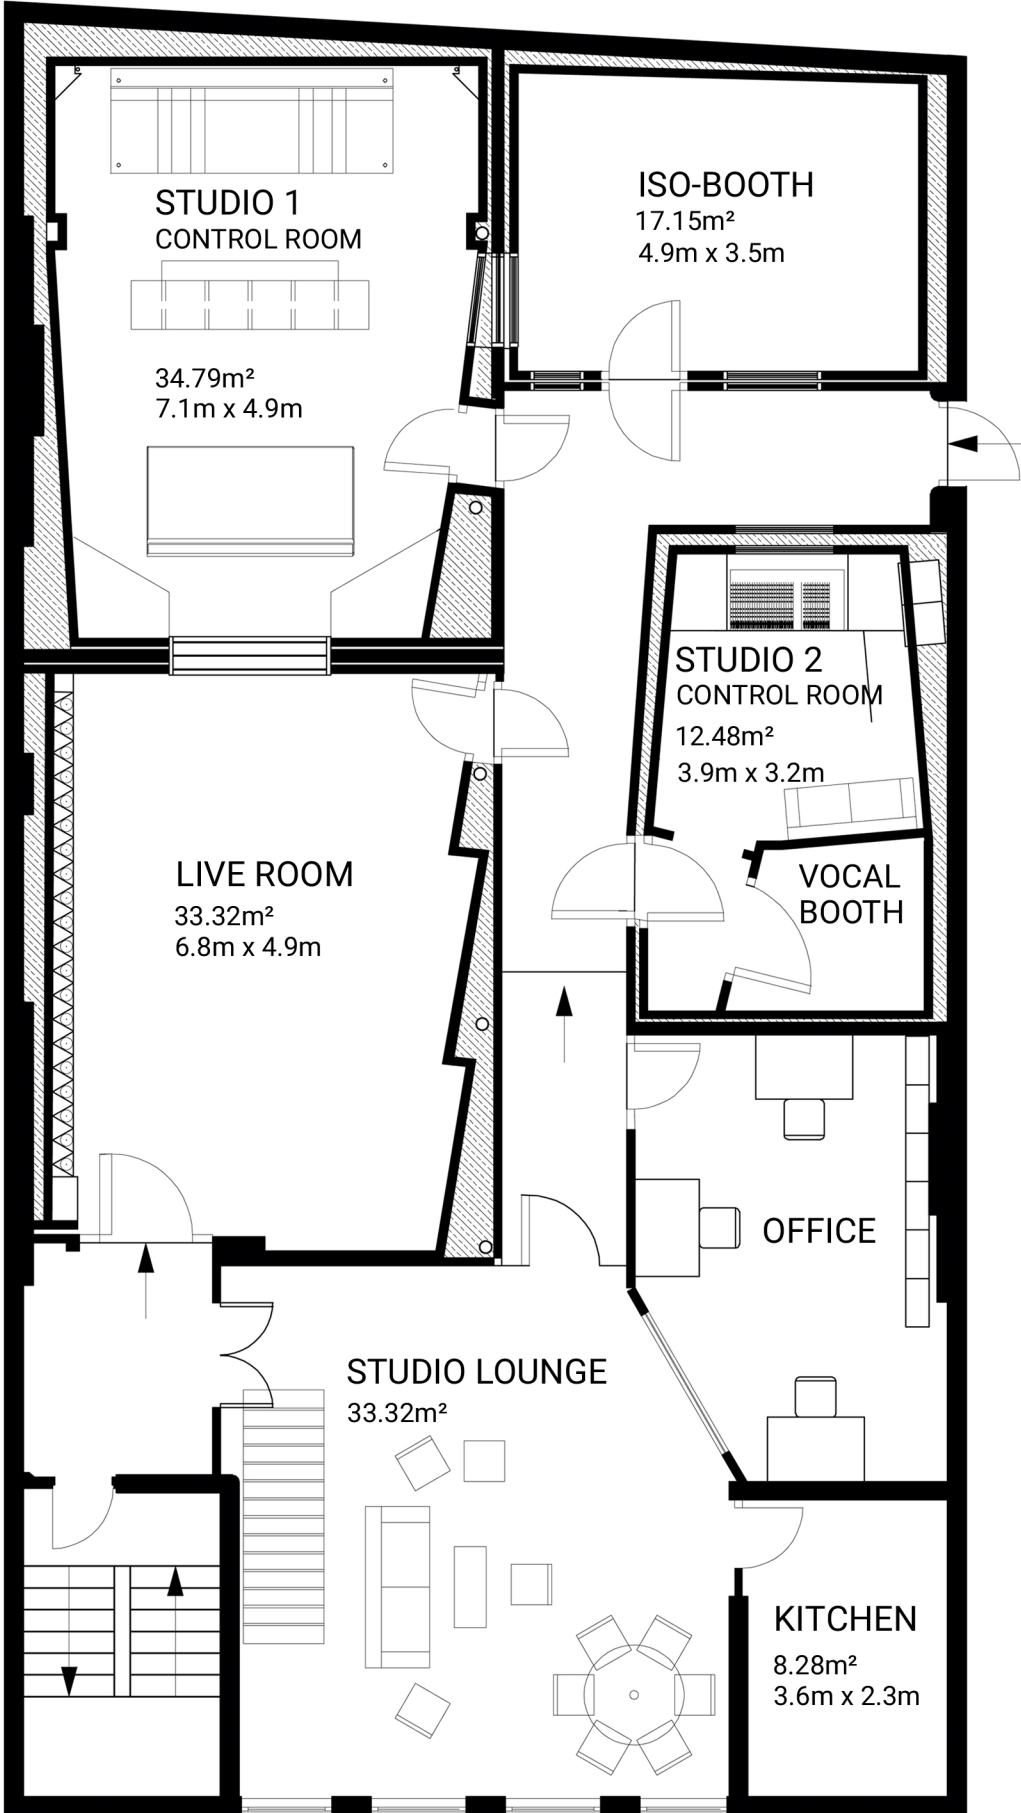 STUDIO 1
CONTROL ROOM
34.79m²
7.1m x 4.9m
ISO-BOOTH
17.15m²
4.9m x 3.5m
STUDIO 2
CONTROL ROOM
12.48m²
3.9m x 3.2m
VOCAL
BOOTH
LIVE ROOM
33.32m²
6.8m x 4.9m
OFFICE
STUDIO LOUNGE
33.32m²
KITCHEN
8.28m²
3.6m x 2.3m